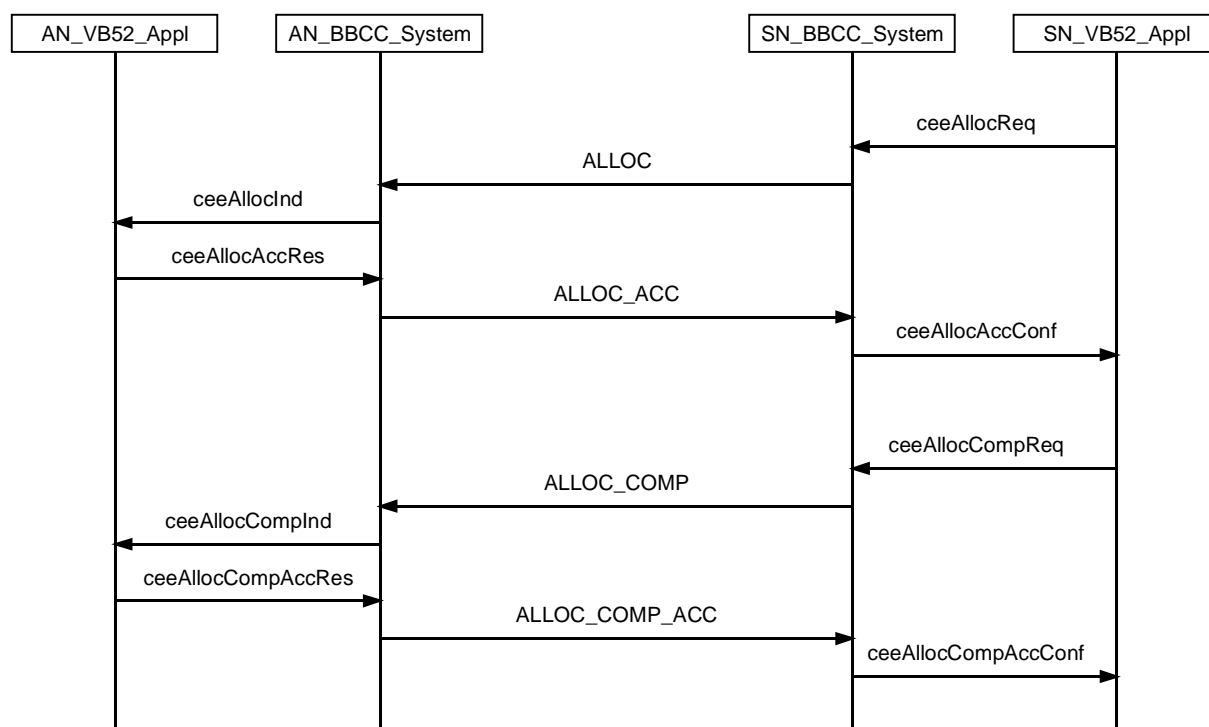 AN_VB52_Appl
AN_BBCC_System
SN_BBCC_System
SN_VB52_Appl
ceeAllocReq
ALLOC
ceeAllocInd
ceeAllocAccRes
ALLOC_ACC
ceeAllocAccConf
ceeAllocCompReq
ALLOC_COMP
ceeAllocCompInd
ceeAllocCompAccRes
ALLOC_COMP_ACC
ceeAllocCompAccConf